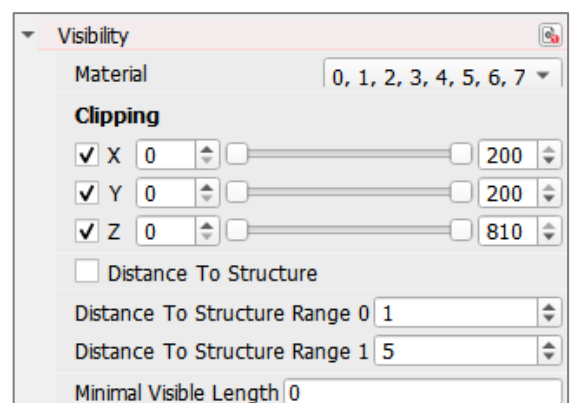 Visibility
Material 0, 1, 2, 3, 4, 5, 6, 7
Clipping
X 0 200
Y 0 200
Z 0 810
Distance To Structure
Distance To Structure Range 0 1
Distance To Structure Range 1 5
Minimal Visible Length 0